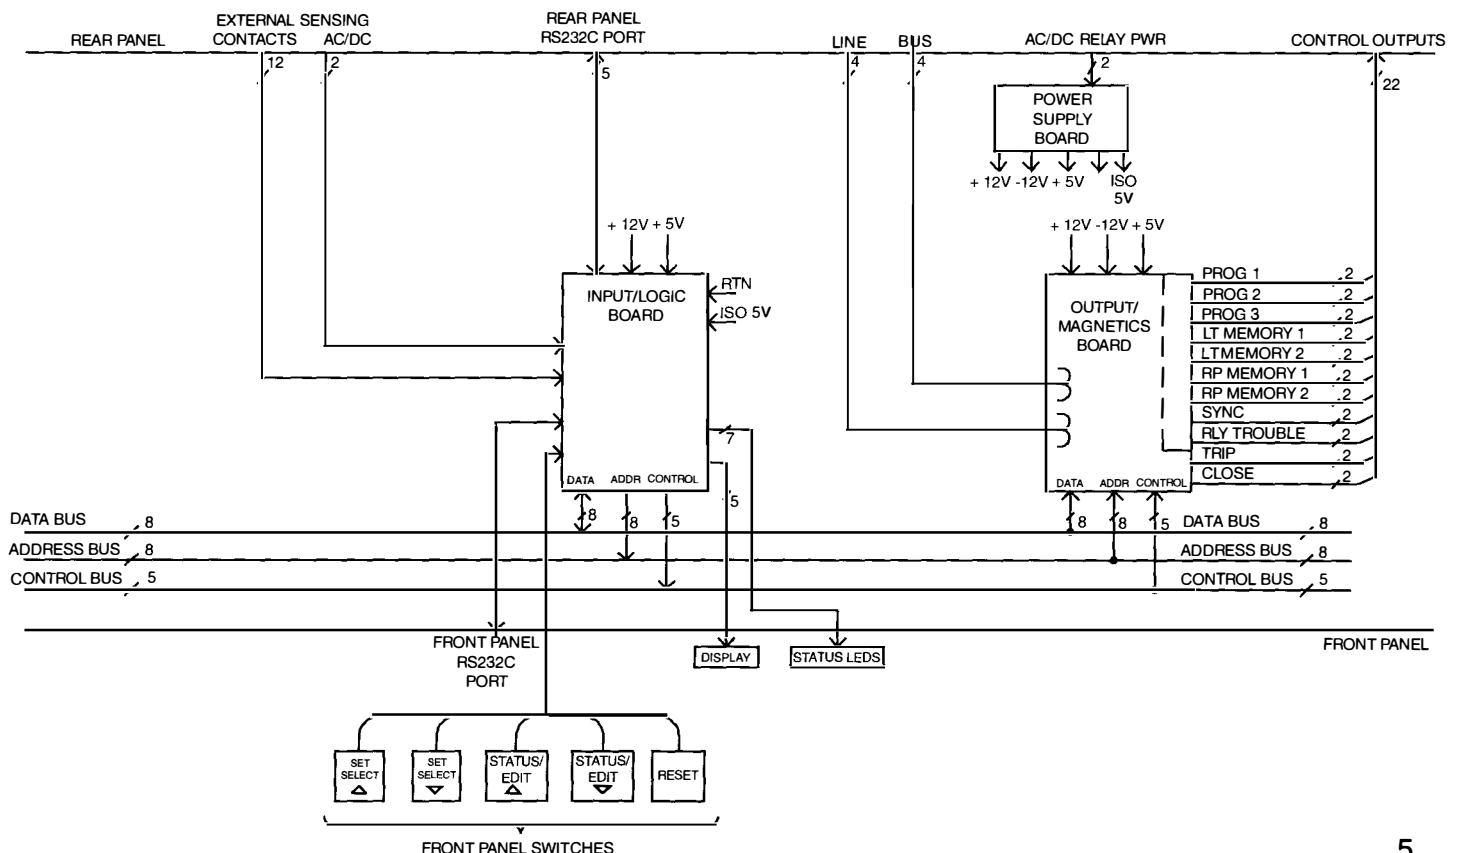 EXTERNAL SENSING
CONTACTS AC/DC
REAR PANEL
REAR PANEL
RS232C PORT
LINE
BUS
AC/DC RELAY PWR
CONTROL OUTPUTS
12
2
5
4
4
2
22
POWER
SUPPLY
BOARD
+ 12V -12V + 5V
ISO
5V
+ 12V + 5V
INPUT/LOGIC
BOARD
RTN
ISO 5V
7
5
DATA ADDR CONTROL
8
8
5
+ 12V -12V + 5V
OUTPUT/
MAGNETICS
BOARD
PROG 1 2
PROG 2 2
PROG 3 2
LT MEMORY 1 2
LT MEMORY 2 2
RP MEMORY 1 2
RP MEMORY 2 2
SYNC 2
RLY TROUBLE 2
TRIP 2
CLOSE 2
DATA ADDR CONTROL
8
8
5
DATA BUS 8
ADDRESS BUS 8
CONTROL BUS 5
DATA BUS 8
ADDRESS BUS 8
CONTROL BUS 5
FRONT PANEL
RS232C
PORT
DISPLAY
STATUS LEDS
FRONT PANEL
SET
SELECT
△
SET
SELECT
▽
STATUS/
EDIT
△
STATUS/
EDIT
▽
RESET
FRONT PANEL SWITCHES
5